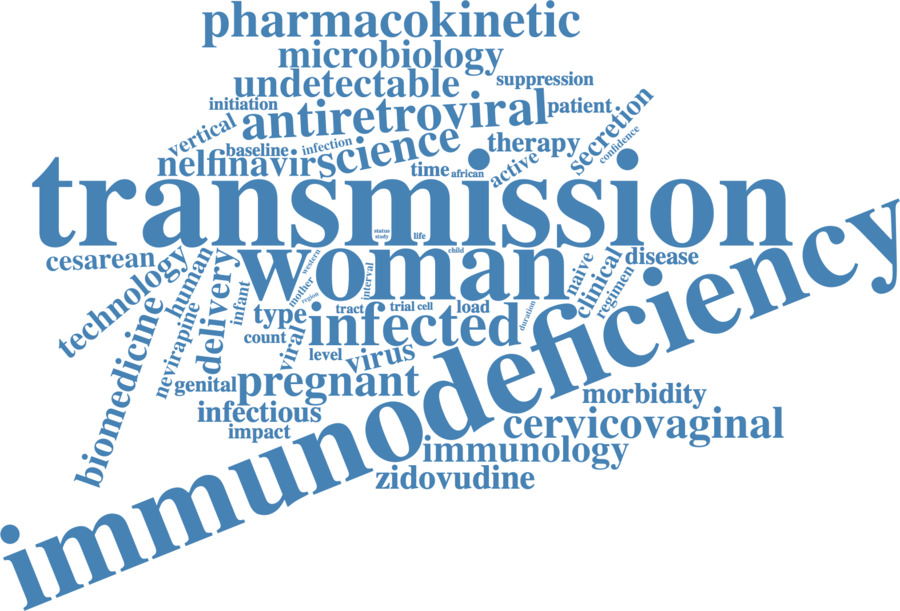 pharmacokinetic
microbiology
undetectable
suppression
initiation
antiretroviral
patient
secretion
vertical
confidence
baseline
infection
science
therapy
nelfinavir
time
african
active
transmission
status
study
life
cesarean
woman
child
disease
technology
human
delivery
western
mother
region
interval
naive
clinical
regimen
infant
type
tract
trial
cell
load
duration
infected
count
viral
nevirapine
biomedicine
level
virus
immunodeficiency
genital
pregnant
morbidity
infectious
cervicovaginal
impact
immunology
zidovudine